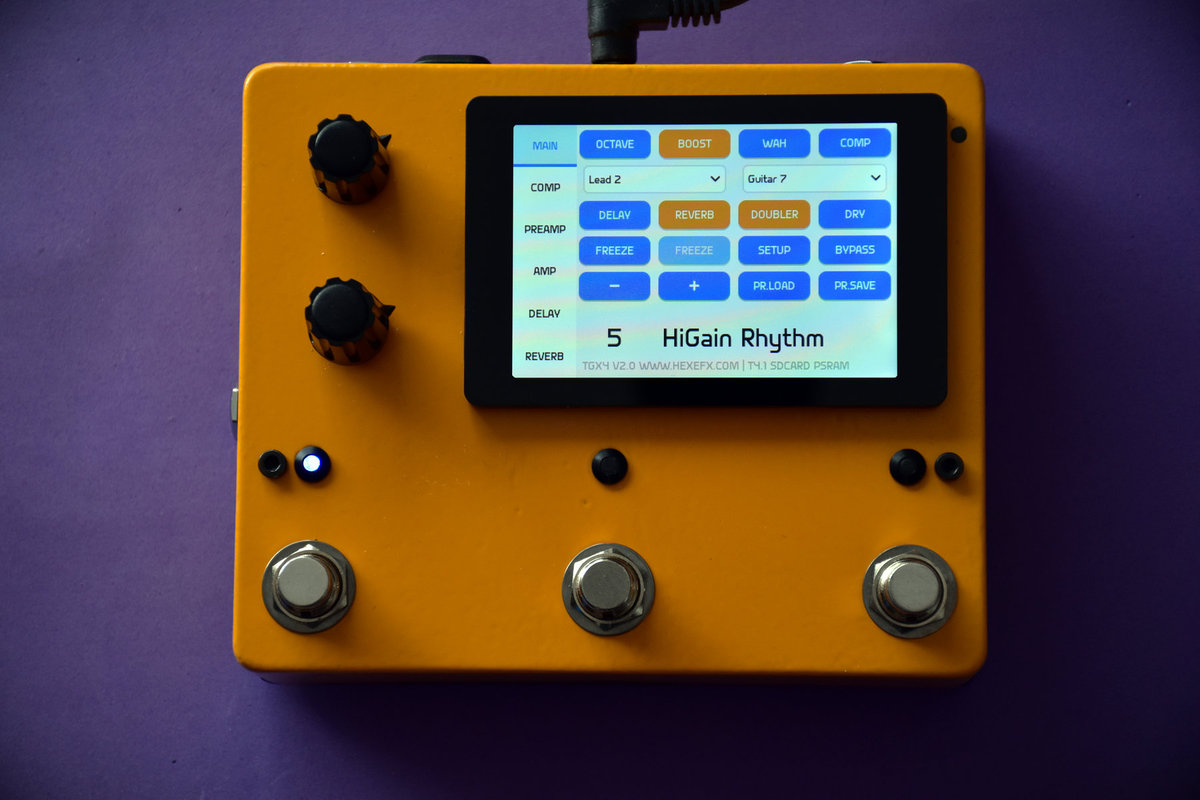 MAIN
COMP
PREAMP
AMP
DELAY
REVERB
OCTAVE BOOST WAH COMP
Lead 2 Guitar 7
DELAY REVERB DOUBLER DRY
FREEZE FREEZE SETUP BYPASS
− + PR.LOAD PR.SAVE
5 HiGain Rhythm
TGX4 V2.0 WWW.HEXEFX.COM | T4.1 SDCARD PSRAM